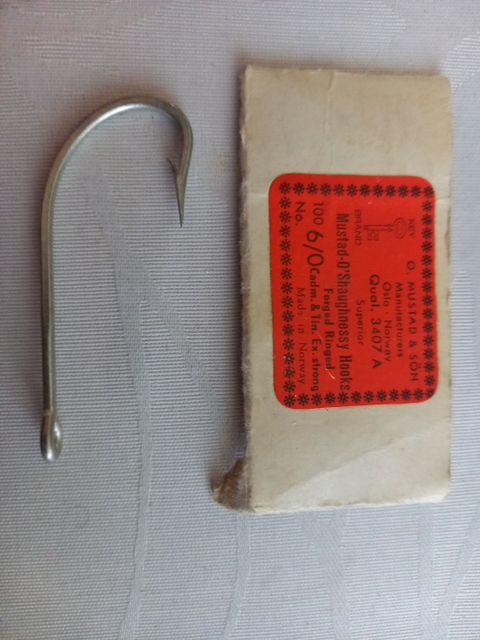 KEY
BRAND
O. MUSTAD & SÖN
Manufacturers
Oslo - Norway
Qual. 3407 A
Superior
Mustad-O'Shaughnessy Hooks
Forged Ringed
100 6/0 Cadm. & Tin. Ex. strong
No. Made in Norway